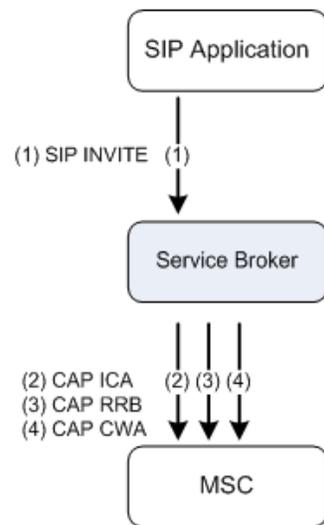 SIP Application
(1) SIP INVITE (1)
Service Broker
(2) CAP ICA (2) (3) (4)
(3) CAP RRB
(4) CAP CWA
MSC